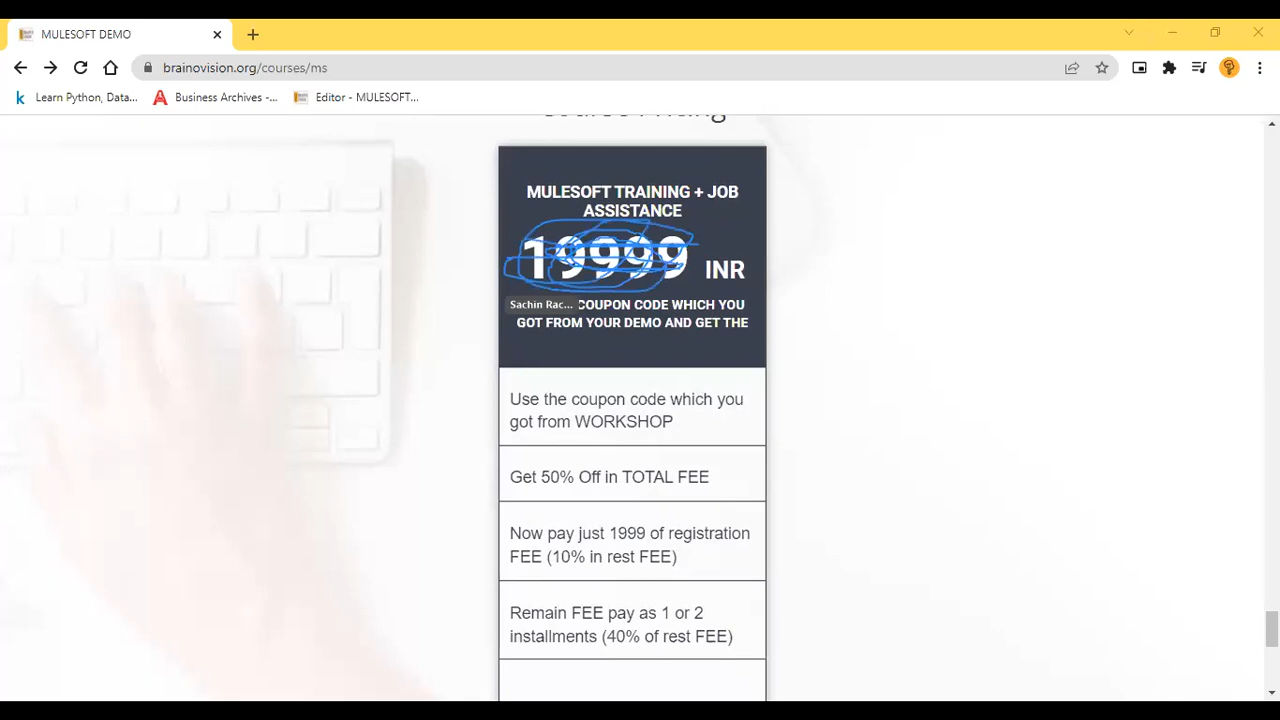 MULESOFT DEMO
brainovision.org/courses/ms
Learn Python, Data...
Business Archives -...
Editor - MULESOFT...
MULESOFT TRAINING + JOB
ASSISTANCE
19999 INR
Sachin Rac... COUPON CODE WHICH YOU
GOT FROM YOUR DEMO AND GET THE
Use the coupon code which you
got from WORKSHOP
Get 50% Off in TOTAL FEE
Now pay just 1999 of registration
FEE (10% in rest FEE)
Remain FEE pay as 1 or 2
installments (40% of rest FEE)